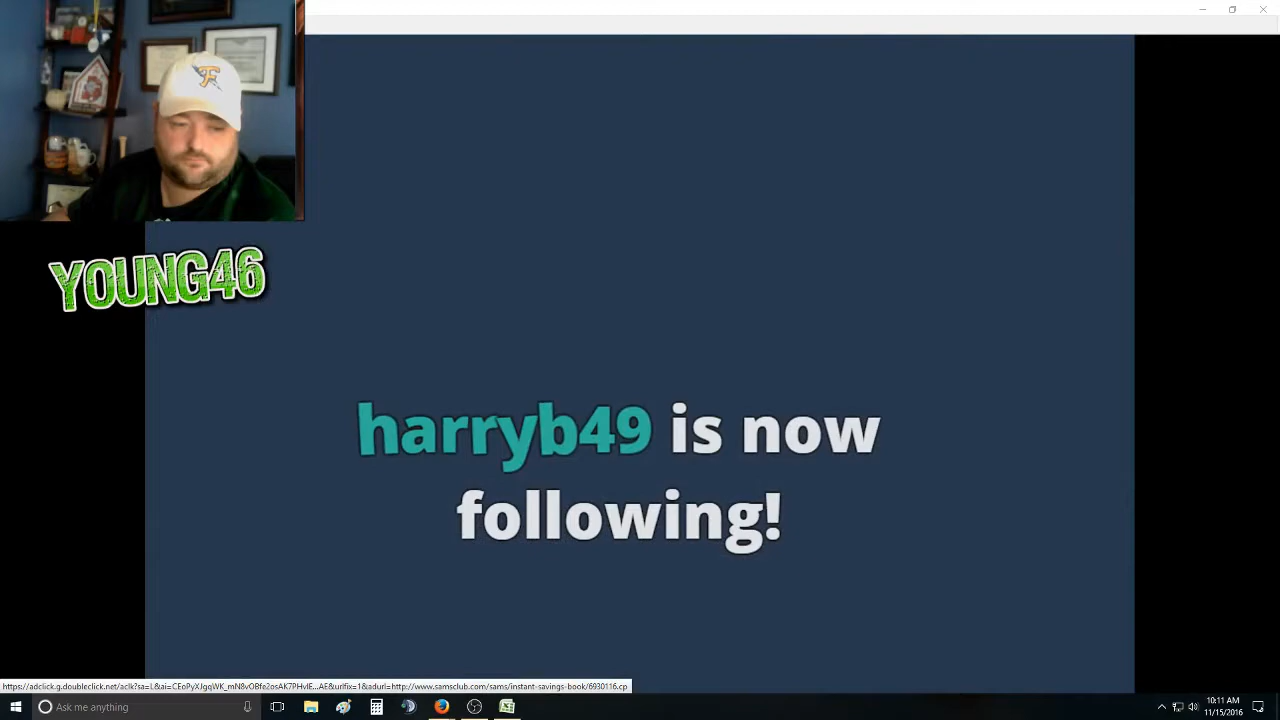 YOUNG46
harryb49 is now
following!
Ask me anything
10:11 AM
11/15/2016